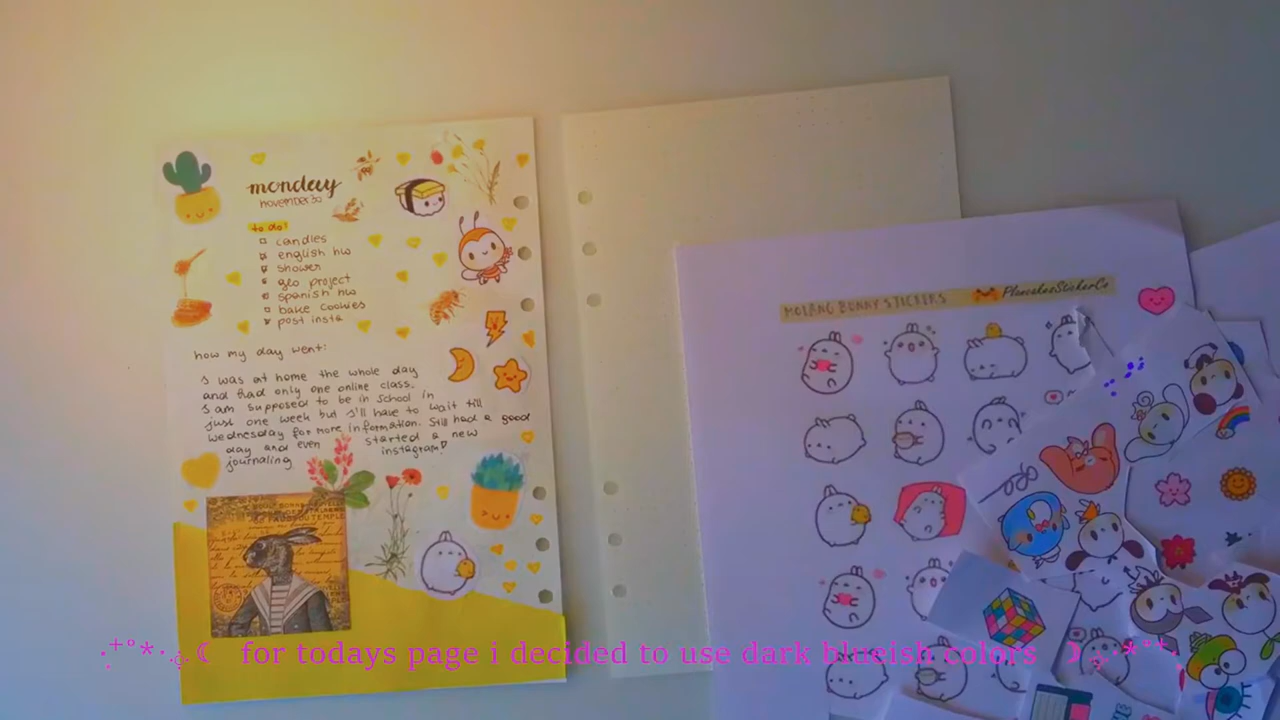 monday
november 30
to do:
candles
english hw
shower
geo project
spanish hw
bake cookies
post insta
how my day went:
I was at home the whole day
and had only one online class.
I am supposed to be in school in
just one week but I'll have to wait till
wednesday for more information. Still had a good
day and even started a new
journaling instagram!
MOLANG BUNNY STICKERS
PlancakeStickerCo
for todays page i decided to use dark blueish colors